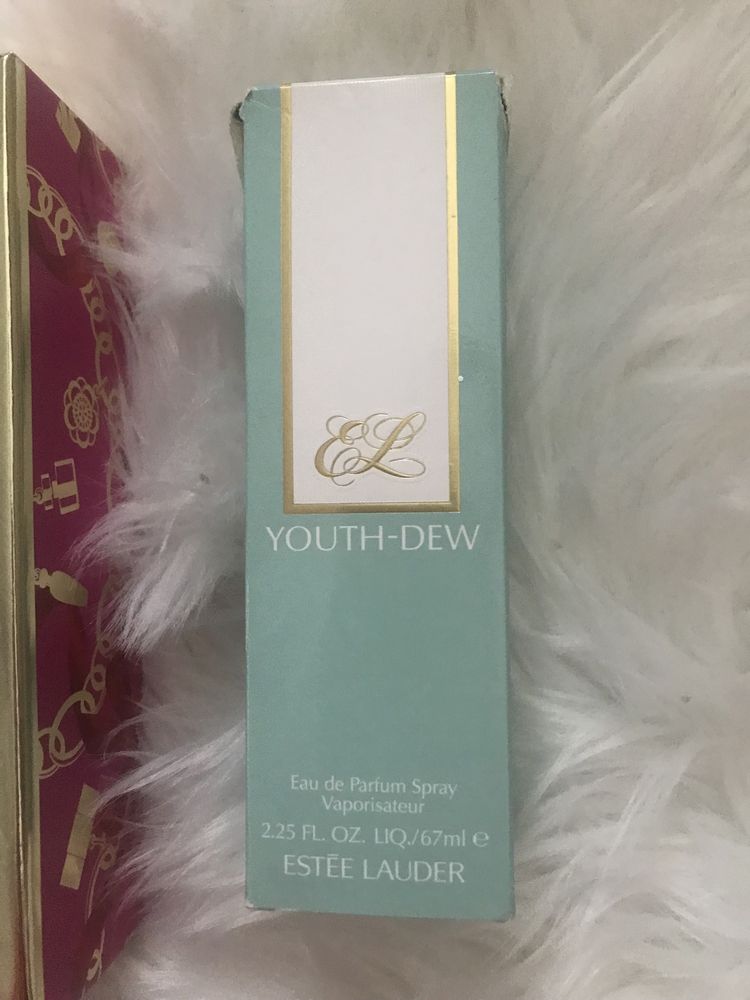 EL
YOUTH-DEW
Eau de Parfum Spray
Vaporisateur
2.25 FL. OZ. LIQ./67ml ℮
ESTĒE LAUDER